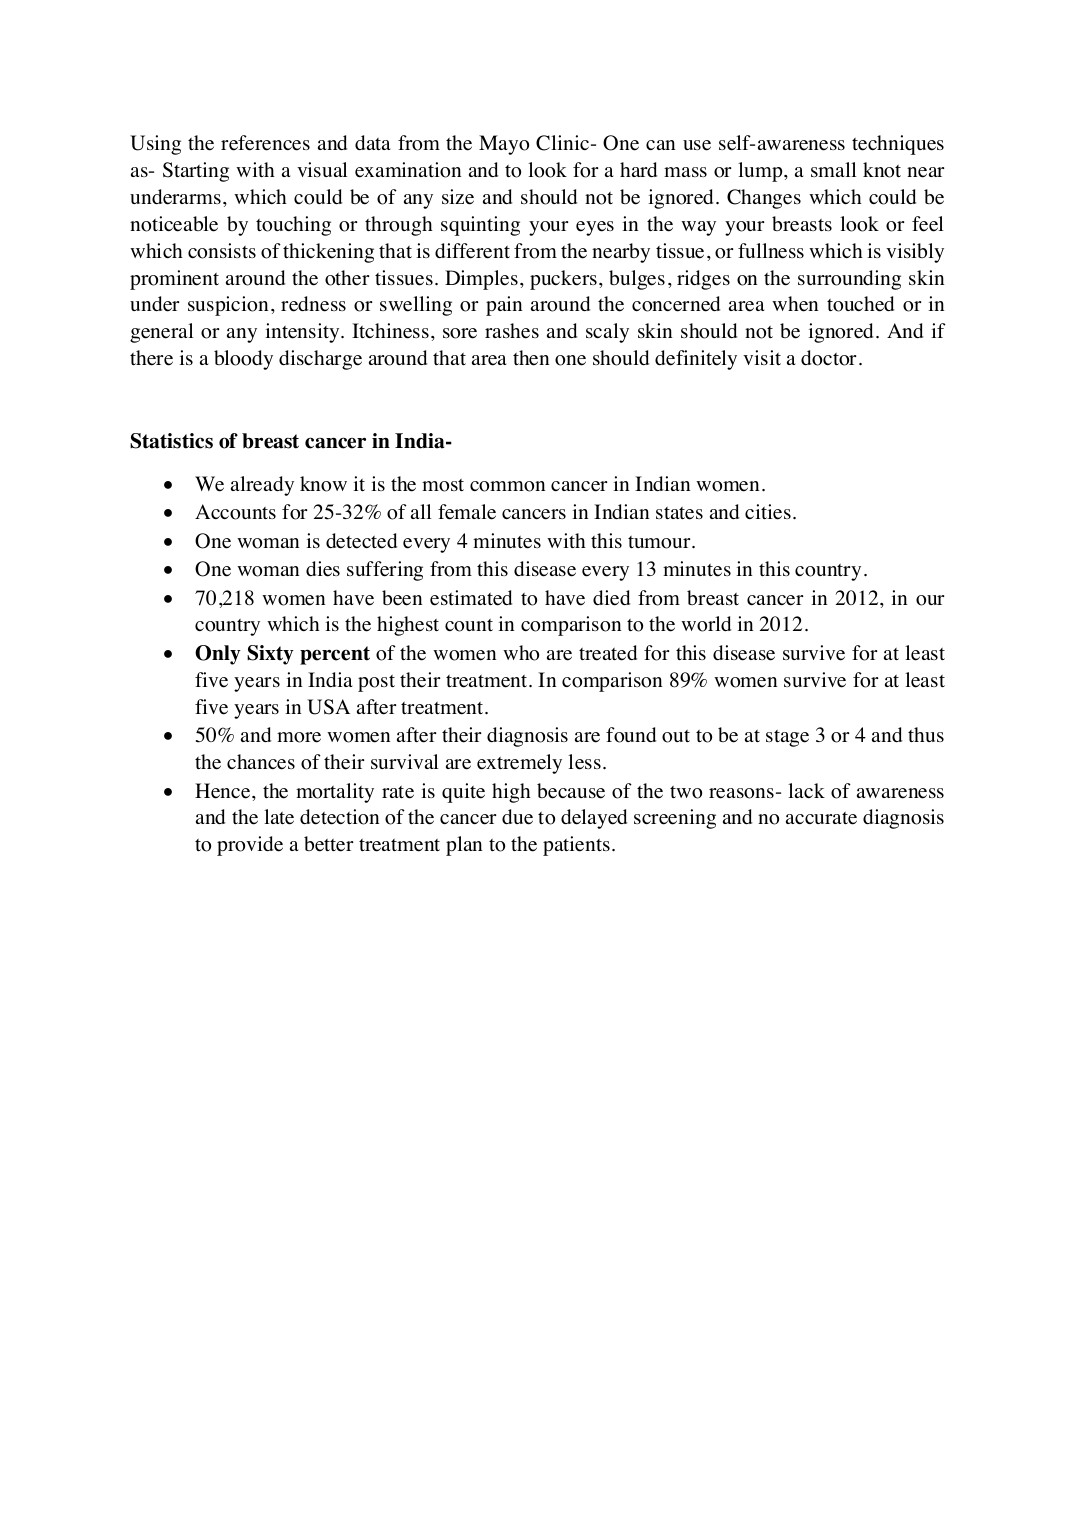 Using the references and data from the Mayo Clinic- One can use self-awareness techniques
as- Starting with a visual examination and to look for a hard mass or lump, a small knot near
underarms, which could be of any size and should not be ignored. Changes which could be
noticeable by touching or through squinting your eyes in the way your breasts look or feel
which consists of thickening that is different from the nearby tissue, or fullness which is visibly
prominent around the other tissues. Dimples, puckers, bulges, ridges on the surrounding skin
under suspicion, redness or swelling or pain around the concerned area when touched or in
general or any intensity. Itchiness, sore rashes and scaly skin should not be ignored. And if
there is a bloody discharge around that area then one should definitely visit a doctor.
Statistics of breast cancer in India-
• We already know it is the most common cancer in Indian women.
• Accounts for 25-32% of all female cancers in Indian states and cities.
• One woman is detected every 4 minutes with this tumour.
• One woman dies suffering from this disease every 13 minutes in this country.
• 70,218 women have been estimated to have died from breast cancer in 2012, in our
country which is the highest count in comparison to the world in 2012.
• Only Sixty percent of the women who are treated for this disease survive for at least
five years in India post their treatment. In comparison 89% women survive for at least
five years in USA after treatment.
• 50% and more women after their diagnosis are found out to be at stage 3 or 4 and thus
the chances of their survival are extremely less.
• Hence, the mortality rate is quite high because of the two reasons- lack of awareness
and the late detection of the cancer due to delayed screening and no accurate diagnosis
to provide a better treatment plan to the patients.